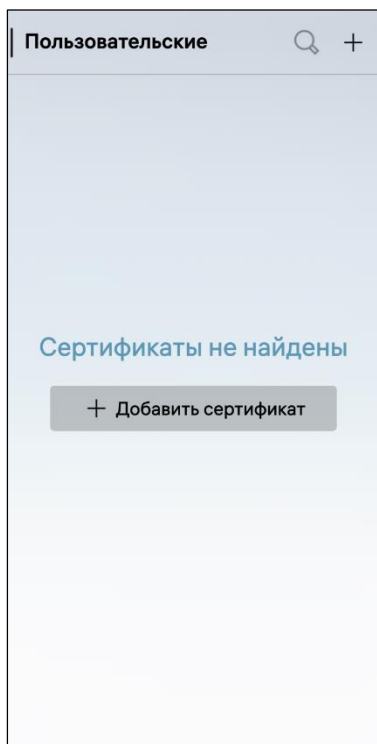 Пользовательские
Сертификаты не найдены
+ Добавить сертификат